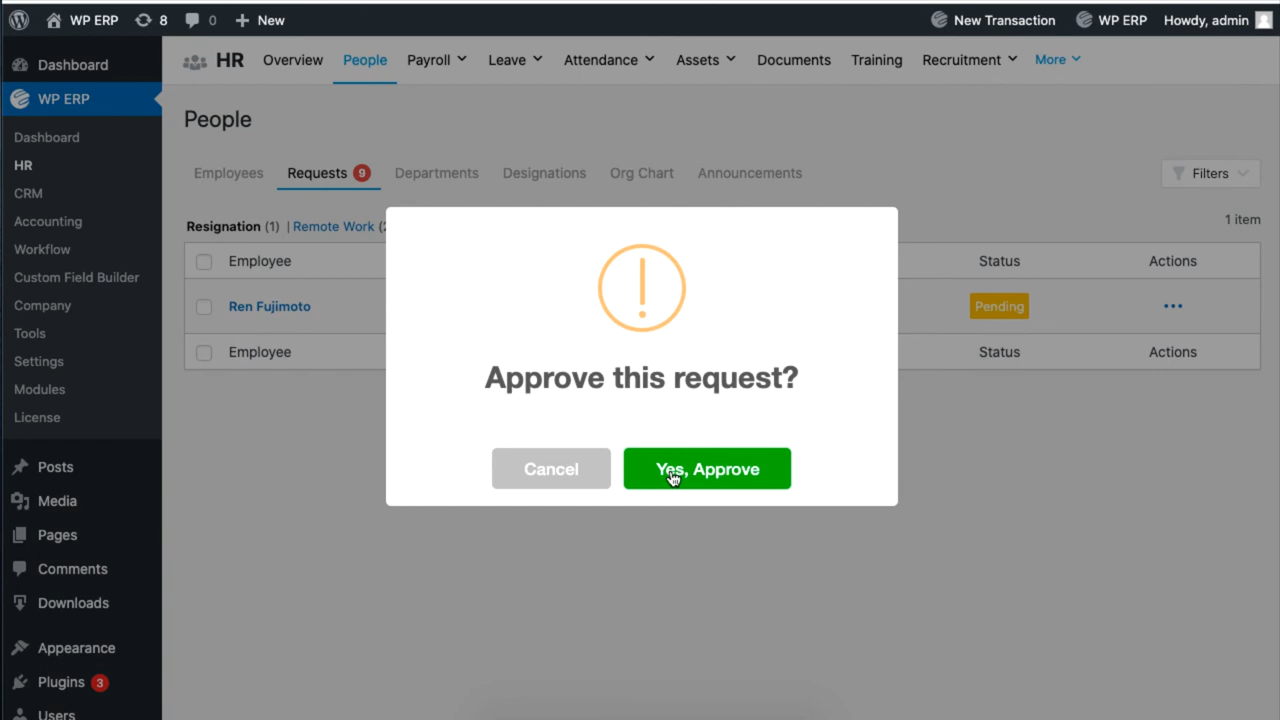 WP ERP 8 0 New New Transaction WP ERP Howdy, admin
Dashboard
WP ERP
Dashboard
HR
CRM
Accounting
Workflow
Custom Field Builder
Company
Tools
Settings
Modules
License
Posts
Media
Pages
Comments
Downloads
Appearance
Plugins 3
Users
HR Overview People Payroll Leave Attendance Assets Documents Training Recruitment More
People
Employees Requests 9 Departments Designations Org Chart Announcements Filters
Resignation (1) | Remote Work ( 1 item
Employee Status Actions
Ren Fujimoto Pending
Employee Status Actions
Approve this request?
Cancel Yes, Approve